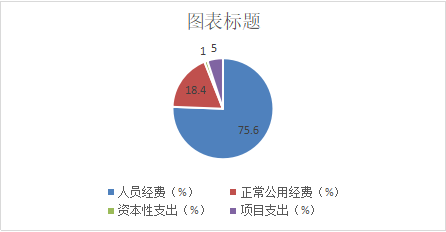 图表标题
1 5
18.4
75.6
人员经费（%） 正常公用经费（%）
资本性支出（%） 项目支出（%）